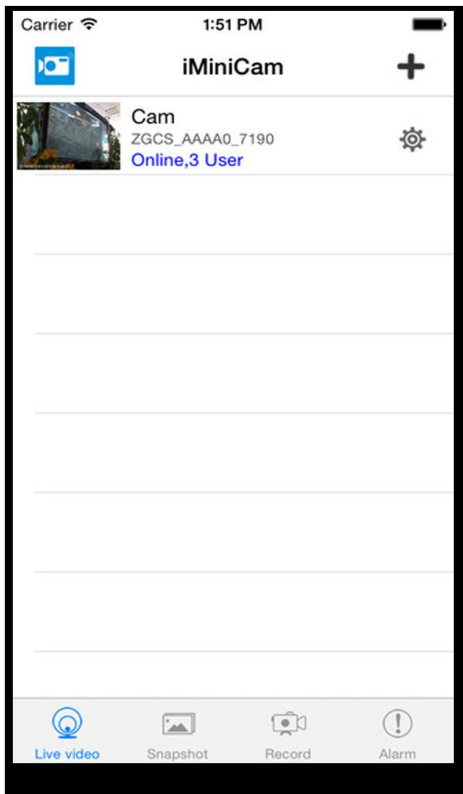 Carrier
1:51 PM
iMiniCam
Cam
ZGCS_AAAA0_7190
Online,3 User
Live video
Snapshot
Record
Alarm